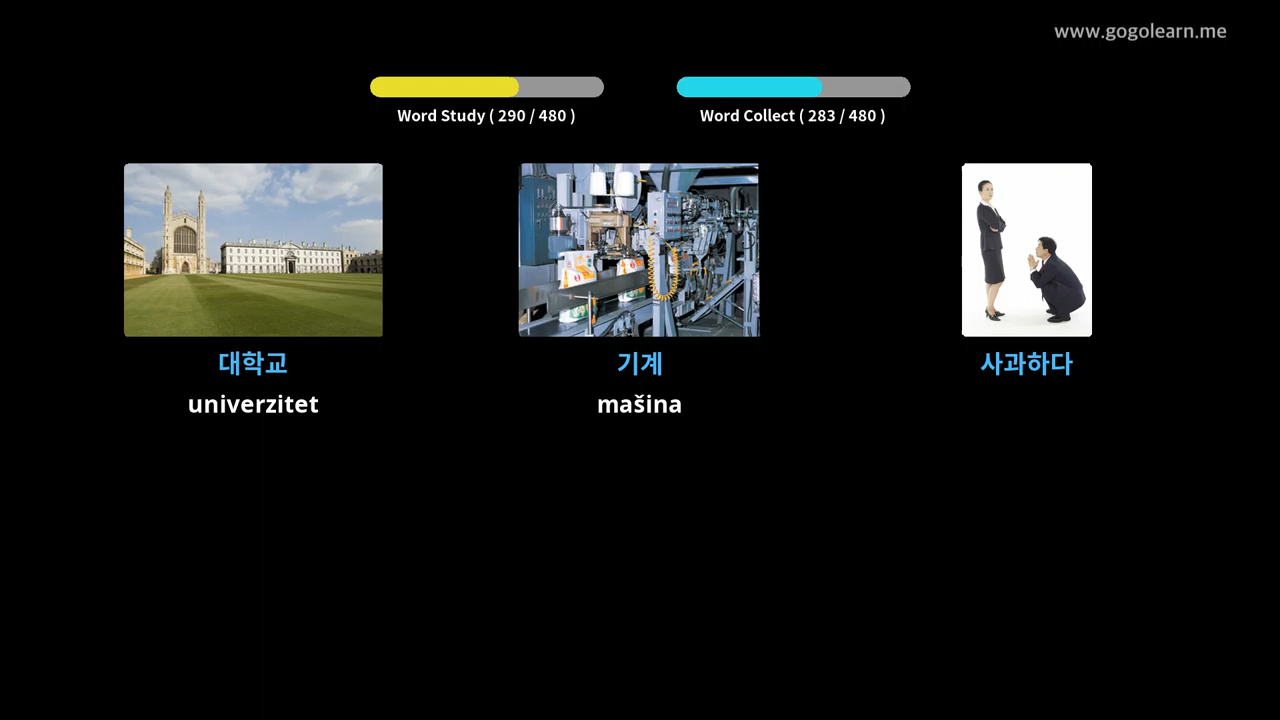 www.gogolearn.me
Word Study ( 290 / 480 )
Word Collect ( 283 / 480 )
대학교
기계
사과하다
univerzitet
mašina